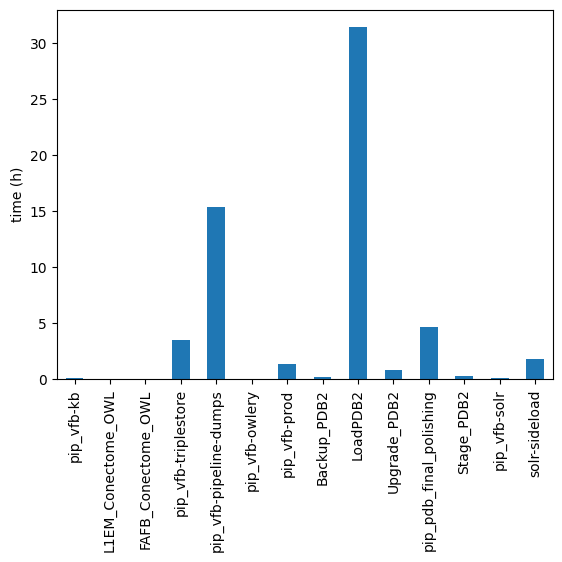 time (h)
30
25
20
15
10
5
0
pip_vfb-kb
L1EM_Conectome_OWL
FAFB_Conectome_OWL
pip_vfb-triplestore
pip_vfb-pipeline-dumps
pip_vfb-owlery
pip_vfb-prod
Backup_PDB2
LoadPDB2
Upgrade_PDB2
pip_pdb_final_polishing
Stage_PDB2
pip_vfb-solr
solr-sideload